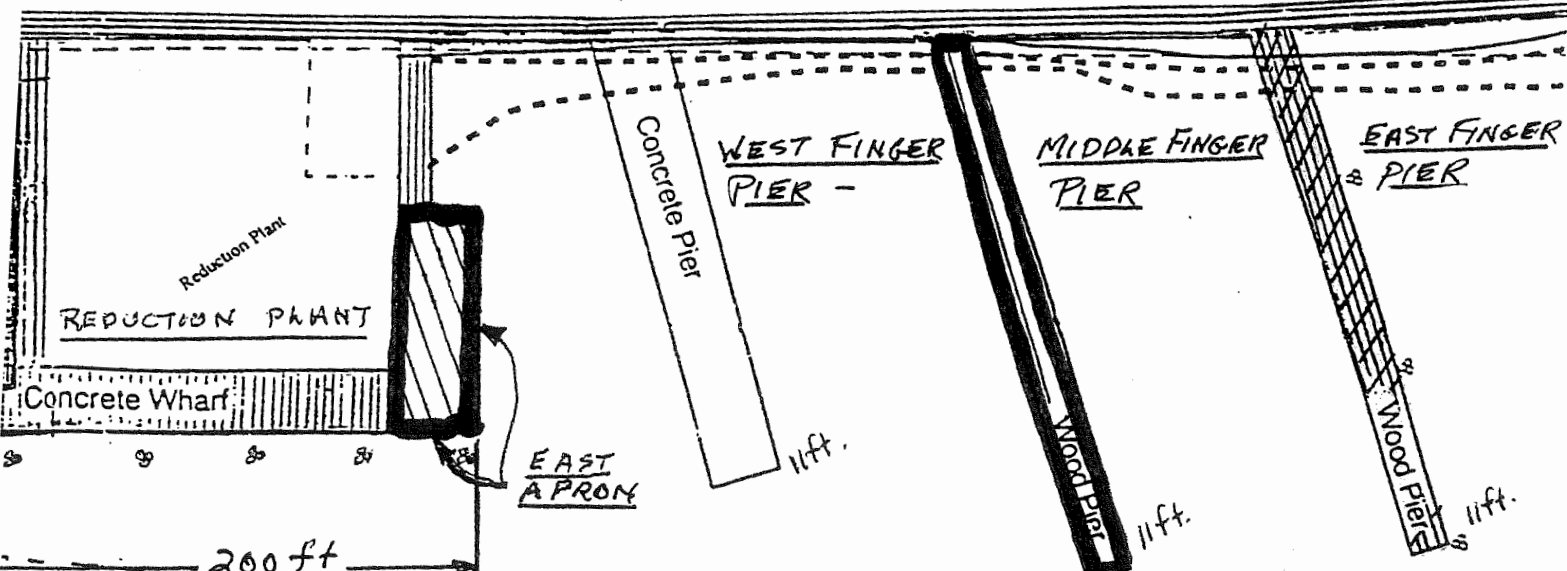 WEST FINGER
PIER -
MIDDLE FINGER
PIER
EAST FINGER
PIER
Concrete Pier
Reduction Plant
REDUCTION PLANT
Concrete Wharf
EAST
APRON
11ft.
Wood Pier
11ft.
Wood Piers
11ft.
200 ft